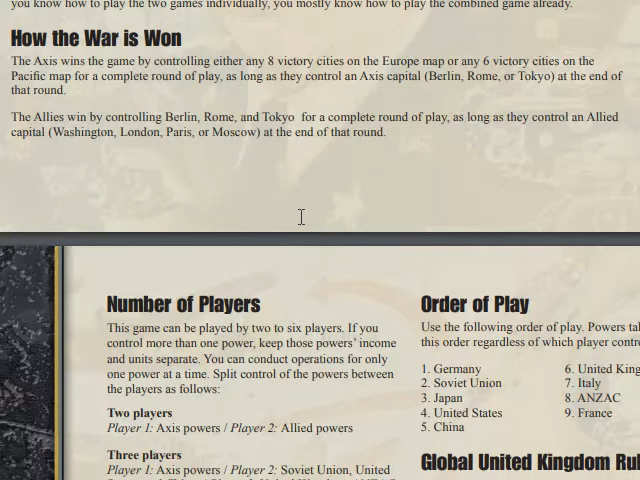 you know how to play the two games individually, you mostly know how to play the combined game already.
How the War is Won
The Axis wins the game by controlling either any 8 victory cities on the Europe map or any 6 victory cities on the
Pacific map for a complete round of play, as long as they control an Axis capital (Berlin, Rome, or Tokyo) at the end of
that round.
The Allies win by controlling Berlin, Rome, and Tokyo for a complete round of play, as long as they control an Allied
capital (Washington, London, Paris, or Moscow) at the end of that round.
Number of Players
This game can be played by two to six players. If you
control more than one power, keep those powers' income
and units separate. You can conduct operations for only
one power at a time. Split control of the powers between
the players as follows:
Two players
Player 1: Axis powers / Player 2: Allied powers
Three players
Player 1: Axis powers / Player 2: Soviet Union, United
Order of Play
Use the following order of play. Powers
this order regardless of which player
1. Germany
2. Soviet Union
3. Japan
4. United States
5. China
6. United
7. Italy
8. ANZAC
9. France
Global United Kingdom